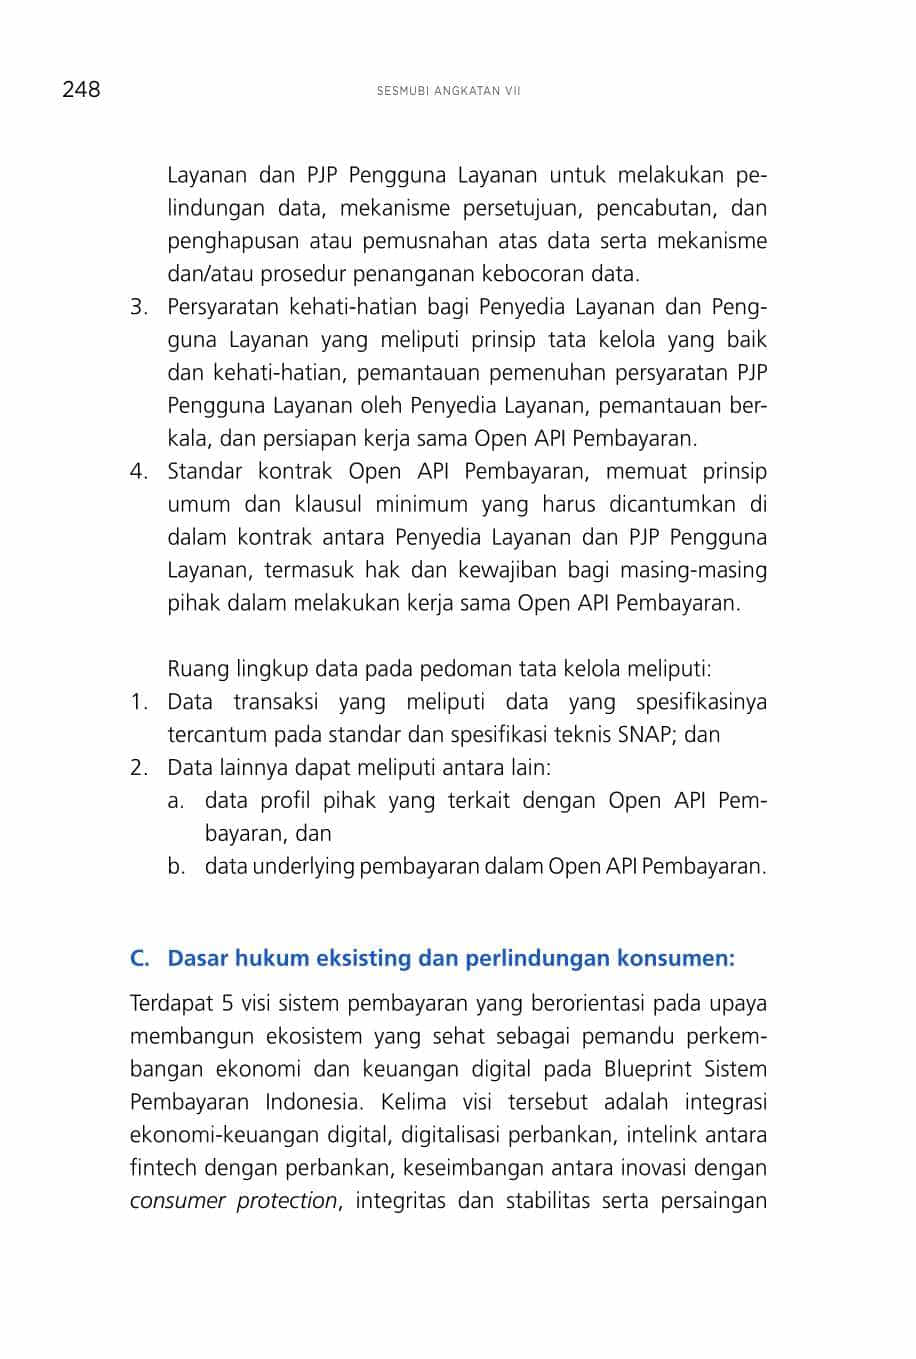 248
SESMUBI ANGKATAN VII
Layanan dan PJP Pengguna Layanan untuk melakukan pe-
lindungan data, mekanisme persetujuan, pencabutan, dan
penghapusan atau pemusnahan atas data serta mekanisme
dan/atau prosedur penanganan kebocoran data.
3. Persyaratan kehati-hatian bagi Penyedia Layanan dan Peng-
guna Layanan yang meliputi prinsip tata kelola yang baik
dan kehati-hatian, pemantauan pemenuhan persyaratan PJP
Pengguna Layanan oleh Penyedia Layanan, pemantauan ber-
kala, dan persiapan kerja sama Open API Pembayaran.
4. Standar kontrak Open API Pembayaran, memuat prinsip
umum dan klausul minimum yang harus dicantumkan di
dalam kontrak antara Penyedia Layanan dan PJP Pengguna
Layanan, termasuk hak dan kewajiban bagi masing-masing
pihak dalam melakukan kerja sama Open API Pembayaran.
Ruang lingkup data pada pedoman tata kelola meliputi:
1. Data transaksi yang meliputi data yang spesifikasinya
tercantum pada standar dan spesifikasi teknis SNAP; dan
2. Data lainnya dapat meliputi antara lain:
a. data profil pihak yang terkait dengan Open API Pem-
bayaran, dan
b. data underlying pembayaran dalam Open API Pembayaran.
C. Dasar hukum eksisting dan perlindungan konsumen:
Terdapat 5 visi sistem pembayaran yang berorientasi pada upaya
membangun ekosistem yang sehat sebagai pemandu perkem-
bangan ekonomi dan keuangan digital pada Blueprint Sistem
Pembayaran Indonesia. Kelima visi tersebut adalah integrasi
ekonomi-keuangan digital, digitalisasi perbankan, intelink antara
fintech dengan perbankan, keseimbangan antara inovasi dengan
consumer protection, integritas dan stabilitas serta persaingan